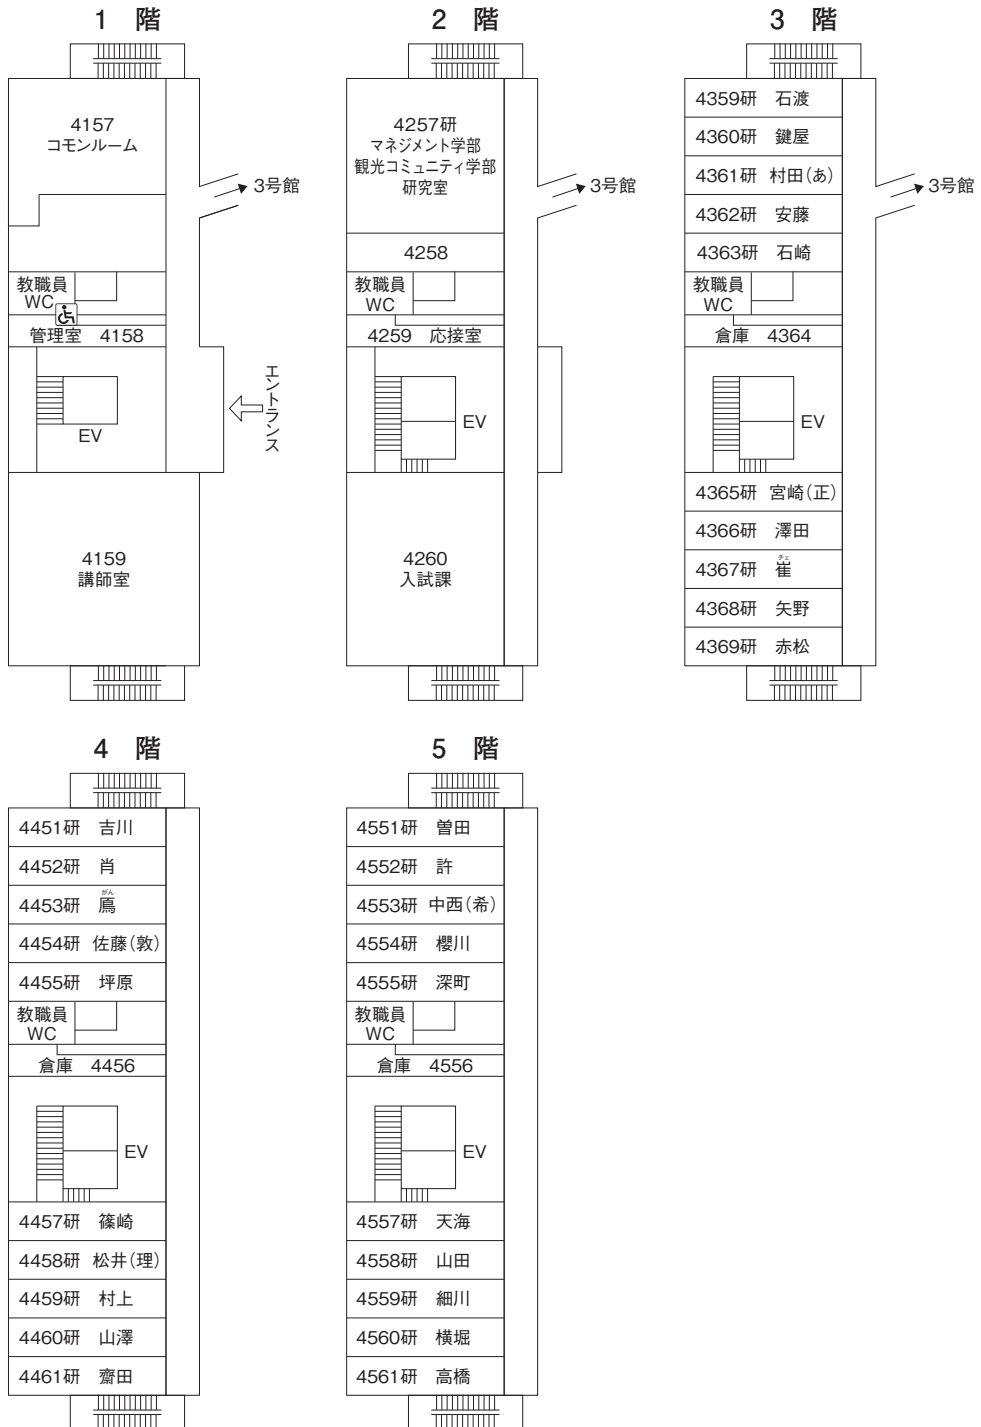 1 階
4157
コモンルーム
3号館
教職員
WC
管理室 4158
EV
エントランス
4159
講師室
2 階
4257研
マネジメント学部
観光コミュニティ学部
研究室
3号館
4258
教職員
WC
4259 応接室
EV
4260
入試課
3 階
4359研 石渡
4360研 鍵屋
4361研 村田(あ)
4362研 安藤
4363研 石崎
3号館
教職員
WC
倉庫 4364
EV
4365研 宮崎(正)
4366研 澤田
チェ
4367研 崔
4368研 矢野
4369研 赤松
4 階
4451研 吉川
4452研 肖
がん
4453研 鴈
4454研 佐藤(敦)
4455研 坪原
教職員
WC
倉庫 4456
EV
4457研 篠崎
4458研 松井(理)
4459研 村上
4460研 山澤
4461研 齋田
5 階
4551研 曽田
4552研 許
4553研 中西(希)
4554研 櫻川
4555研 深町
教職員
WC
倉庫 4556
EV
4557研 天海
4558研 山田
4559研 細川
4560研 横堀
4561研 高橋